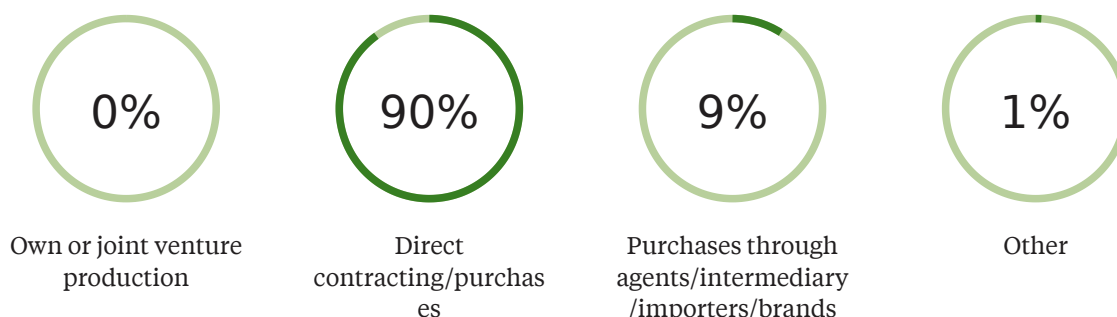 0%
90%
9%
1%
Own or joint venture
production
Direct
contracting/purchas
es
Purchases through
agents/intermediary
/importers/brands
Other